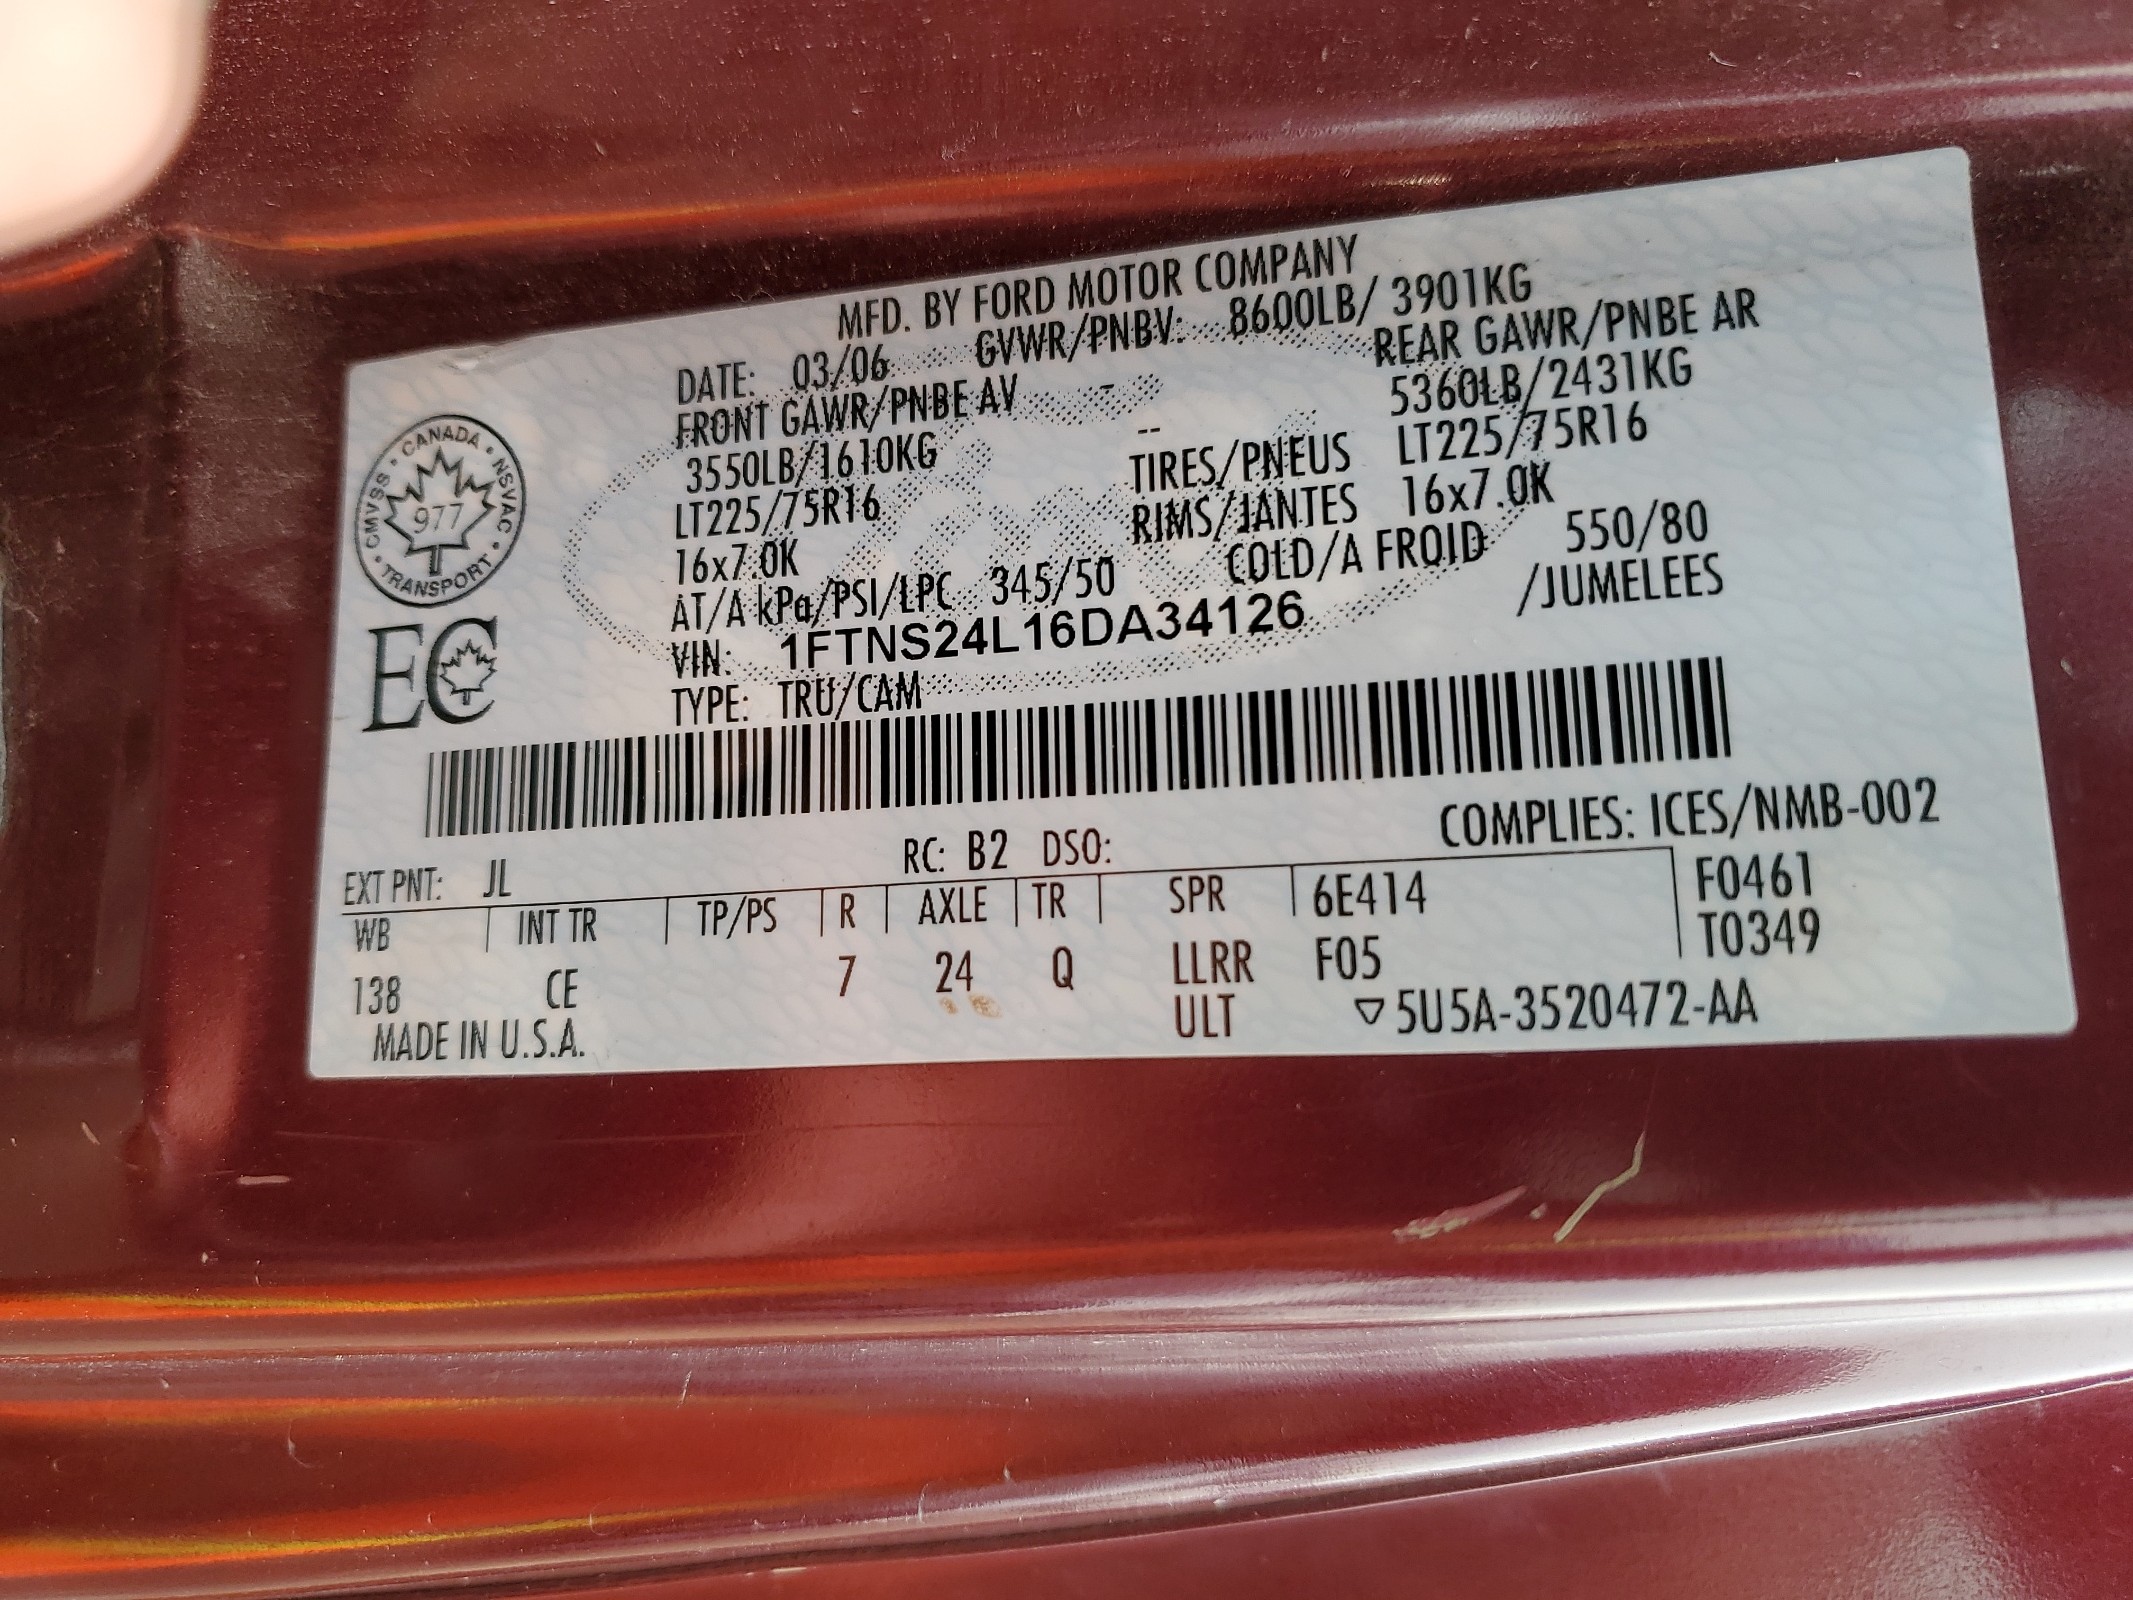 MFD. BY FORD MOTOR COMPANY
DATE: 03/06 GVWR/PNBV: 8600LB/ 3901KG
FRONT GAWR/PNBE AV REAR GAWR/PNBE AR
3550LB/1610KG -- 5360LB/2431KG
LT225/75R16 TIRES/PNEUS LT225/75R16
16x7.0K RIMS/JANTES 16x7.0K
AT/A kPa/PSI/LPC 345/50 COLD/A FROID 550/80
VIN: 1FTNS24L16DA34126 /JUMELEES
TYPE: TRU/CAM
CANADA
CMVSS
NSVAC
977
TRANSPORT
EC
COMPLIES: ICES/NMB-002
EXT PNT: JL RC: B2 DSO:
WB INT TR TP/PS R AXLE TR SPR 6E414 F0461
T0349
138 CE 7 24 Q LLRR F05
MADE IN U.S.A. ULT ▽5U5A-3520472-AA